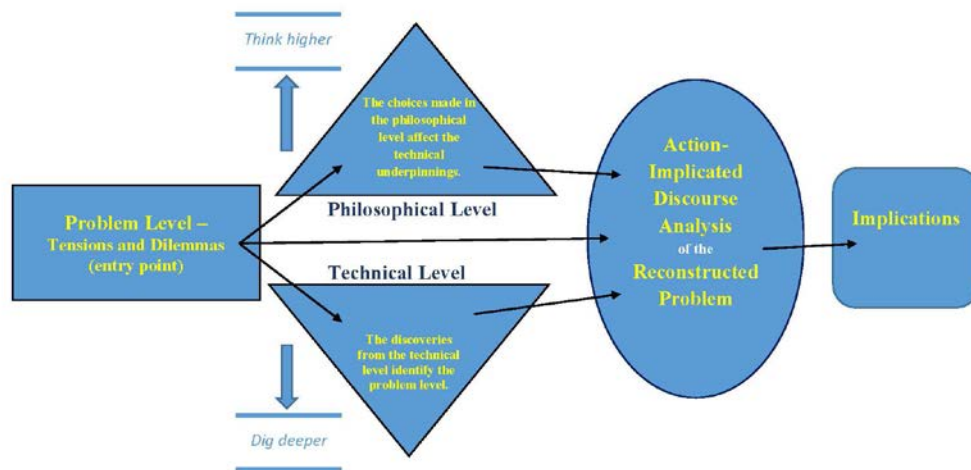 Think higher
The choices made in
the philosophical
level affect the
technical
underpinnings.
Philosophical Level
Problem Level –
Tensions and Dilemmas
(entry point)
Technical Level
The discoveries
from the technical
level identify the
problem level.
Dig deeper
Action-
Implicated
Discourse
Analysis
of the
Reconstructed
Problem
Implications